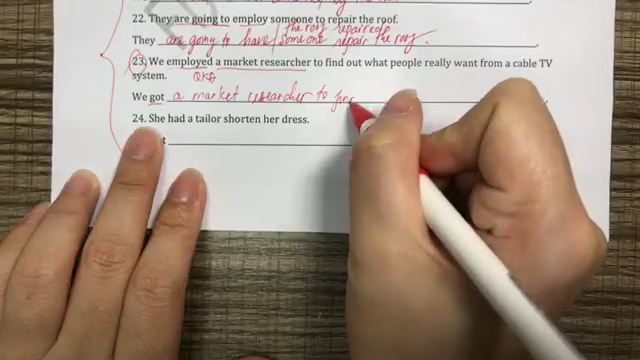 22. They are going to employ someone to repair the roof.
the roof repaired
They are going to have someone repair the roof.
23. We employed a market researcher to find out what people really want from a cable TV
system. QKĐ
We got a market researcher to fin
24. She had a tailor shorten her dress.
t